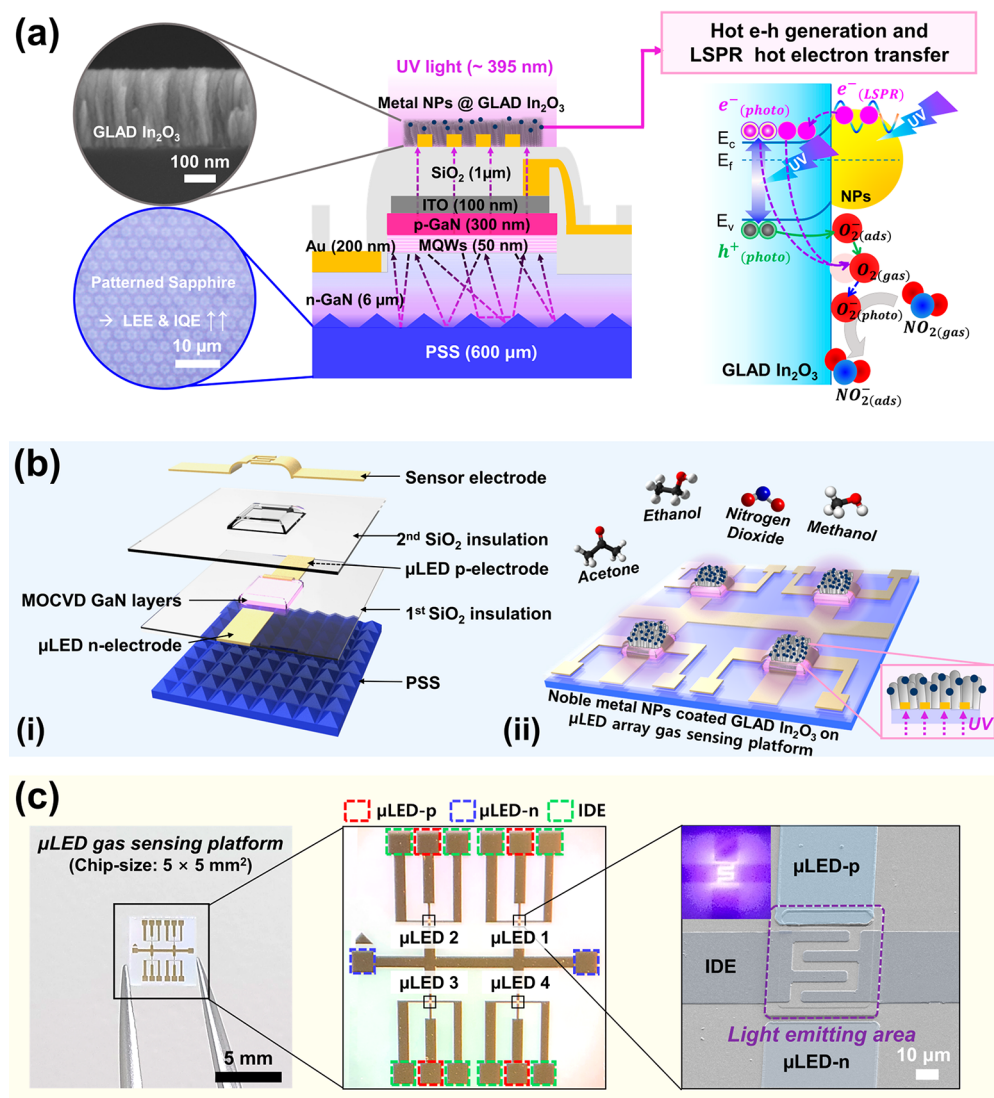 (a)
GLAD In₂O₃
100 nm
Patterned Sapphire
→ LEE & IQE ↑↑
10 μm
UV light (~ 395 nm)
Metal NPs @ GLAD In₂O₃
SiO₂ (1μm)
ITO (100 nm)
p-GaN (300 nm)
Au (200 nm)
MQWs (50 nm)
n-GaN (6 μm)
PSS (600 μm)
Hot e-h generation and
LSPR hot electron transfer
e⁻(photo)
e⁻(LSPR)
UV
E_c
E_f
UV
NPs
E_v
h⁺(photo)
O₂⁻(ads)
O₂(gas)
O₂⁻(photo)
NO₂(gas)
GLAD In₂O₃
NO₂⁻(ads)
(b)
Sensor electrode
2nd SiO₂ insulation
μLED p-electrode
MOCVD GaN layers
1st SiO₂ insulation
μLED n-electrode
PSS
(i)
Ethanol
Nitrogen
Dioxide
Methanol
Acetone
Noble metal NPs coated GLAD In₂O₃ on
μLED array gas sensing platform
UV
(ii)
(c)
μLED gas sensing platform
(Chip-size: 5 × 5 mm²)
5 mm
μLED-p
μLED-n
IDE
μLED 2
μLED 1
μLED 3
μLED 4
μLED-p
IDE
Light emitting area
μLED-n
10 μm